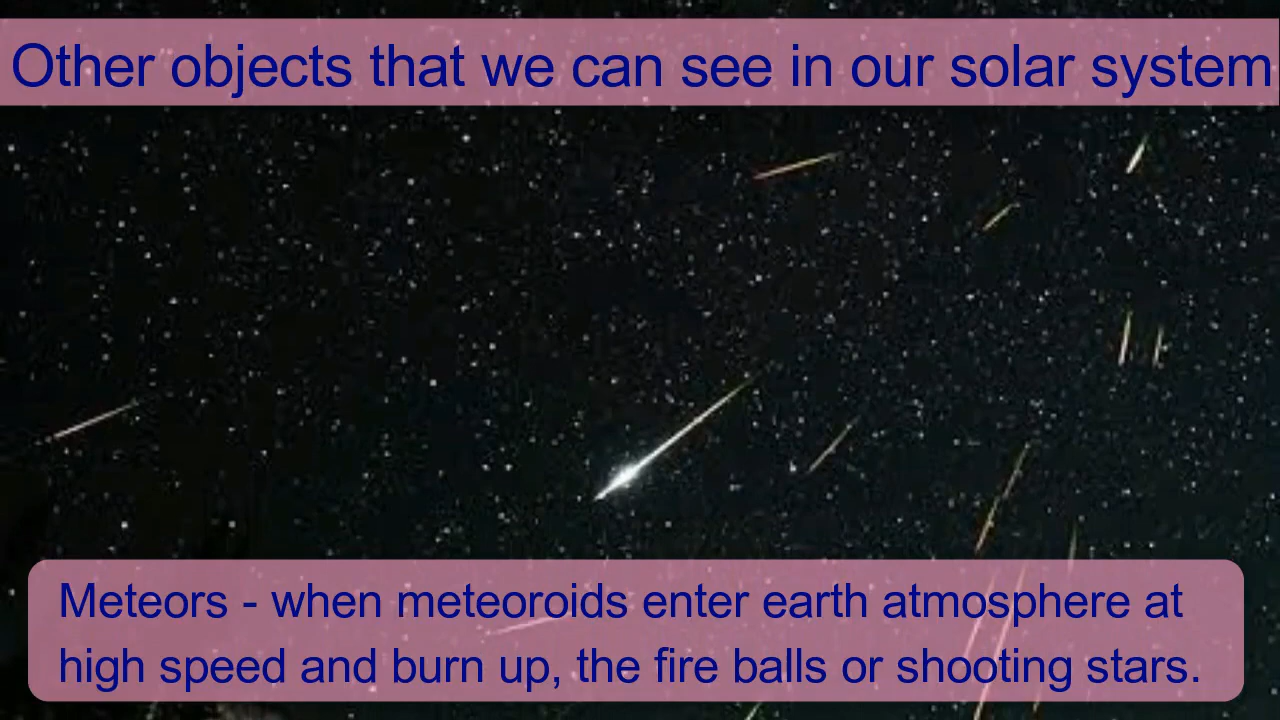 Other objects that we can see in our solar system
Meteors - when meteoroids enter earth atmosphere at
high speed and burn up, the fire balls or shooting stars.